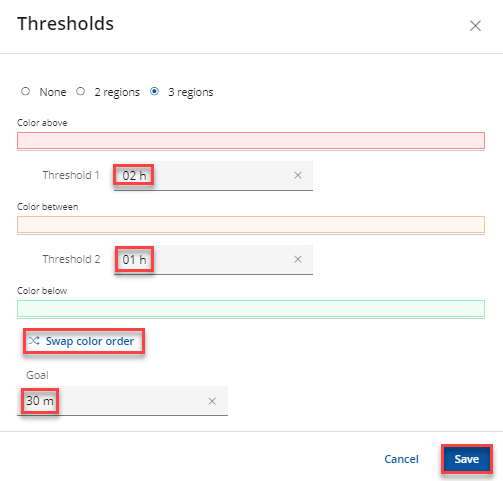 Thresholds
None 2 regions 3 regions
Color above
Threshold 1 02 h
Color between
Threshold 2 01 h
Color below
Swap color order
Goal
30 m
Cancel Save